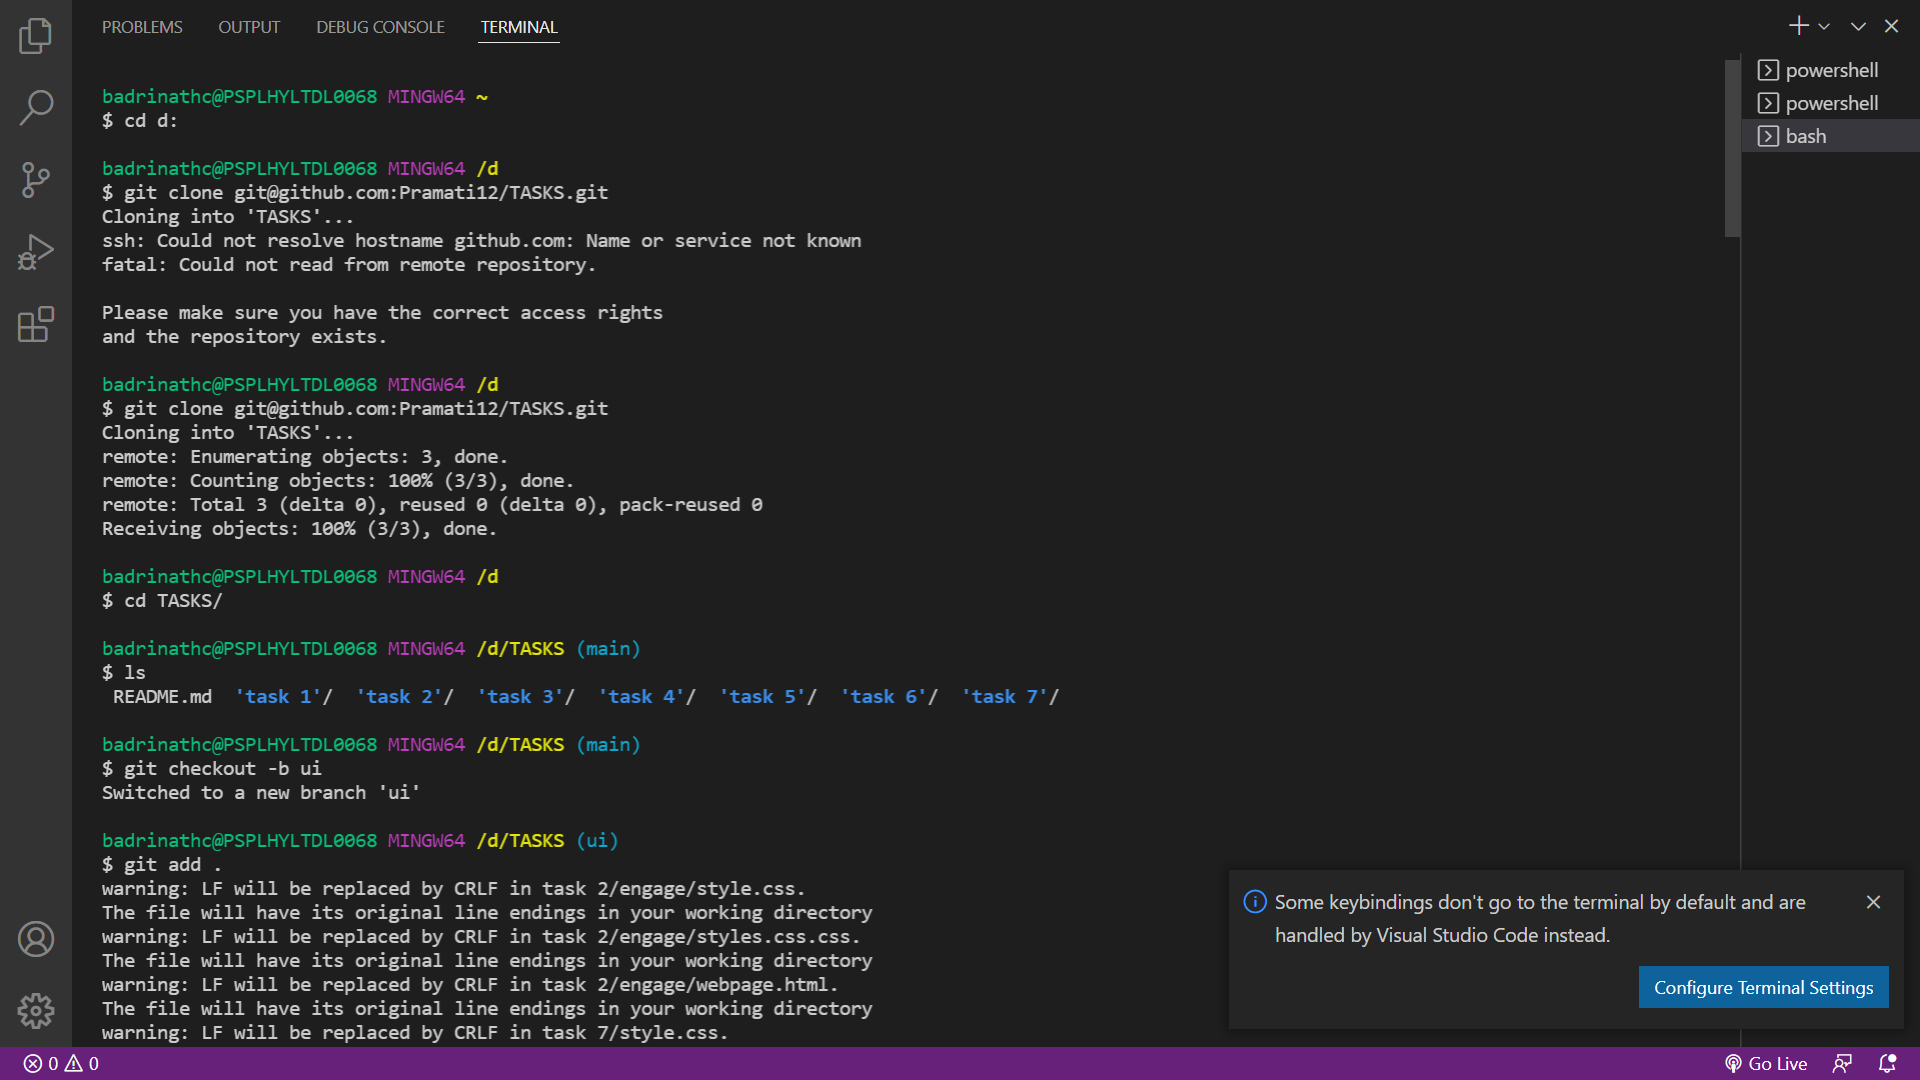 PROBLEMS OUTPUT DEBUG CONSOLE TERMINAL
badrinathc@PSPLHYLTDL0068 MINGW64 ~
$ cd d:
badrinathc@PSPLHYLTDL0068 MINGW64 /d
$ git clone git@github.com:Pramati12/TASKS.git
Cloning into 'TASKS'...
ssh: Could not resolve hostname github.com: Name or service not known
fatal: Could not read from remote repository.
Please make sure you have the correct access rights
and the repository exists.
badrinathc@PSPLHYLTDL0068 MINGW64 /d
$ git clone git@github.com:Pramati12/TASKS.git
Cloning into 'TASKS'...
remote: Enumerating objects: 3, done.
remote: Counting objects: 100% (3/3), done.
remote: Total 3 (delta 0), reused 0 (delta 0), pack-reused 0
Receiving objects: 100% (3/3), done.
badrinathc@PSPLHYLTDL0068 MINGW64 /d
$ cd TASKS/
badrinathc@PSPLHYLTDL0068 MINGW64 /d/TASKS (main)
$ ls
README.md 'task 1'/ 'task 2'/ 'task 3'/ 'task 4'/ 'task 5'/ 'task 6'/ 'task 7'/
badrinathc@PSPLHYLTDL0068 MINGW64 /d/TASKS (main)
$ git checkout -b ui
Switched to a new branch 'ui'
badrinathc@PSPLHYLTDL0068 MINGW64 /d/TASKS (ui)
$ git add .
warning: LF will be replaced by CRLF in task 2/engage/style.css.
The file will have its original line endings in your working directory
warning: LF will be replaced by CRLF in task 2/engage/styles.css.css.
The file will have its original line endings in your working directory
warning: LF will be replaced by CRLF in task 2/engage/webpage.html.
The file will have its original line endings in your working directory
warning: LF will be replaced by CRLF in task 7/style.css.
powershell
powershell
bash
Some keybindings don't go to the terminal by default and are
handled by Visual Studio Code instead.
Configure Terminal Settings
0 0
Go Live